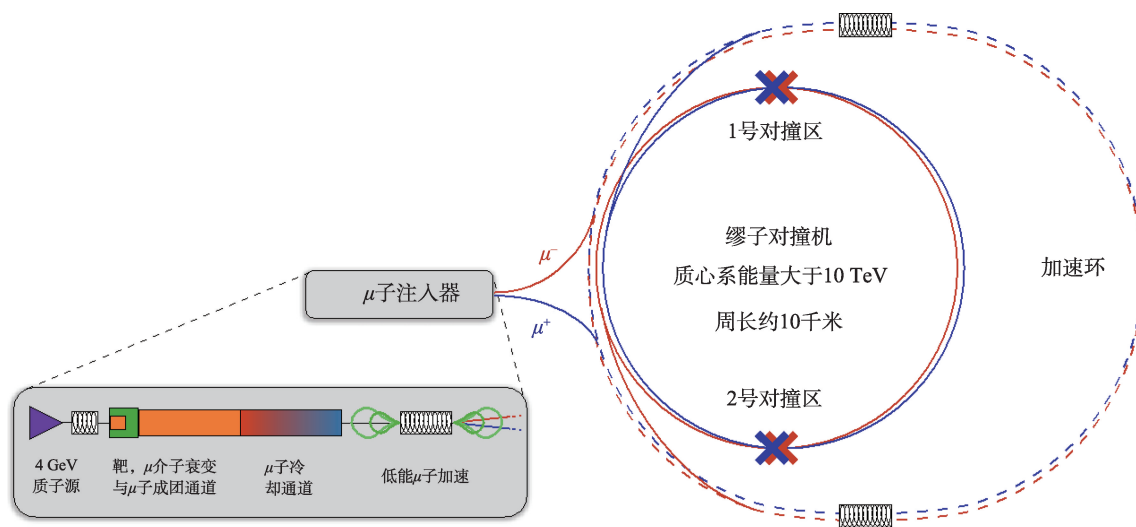 1号对撞区
μ⁻
缪子对撞机
质心系能量大于10 TeV
周长约10千米
加速环
μ子注入器
μ⁺
2号对撞区
4 GeV
质子源
靶，μ介子衰变
与μ子成团通道
μ子冷
却通道
低能μ子加速